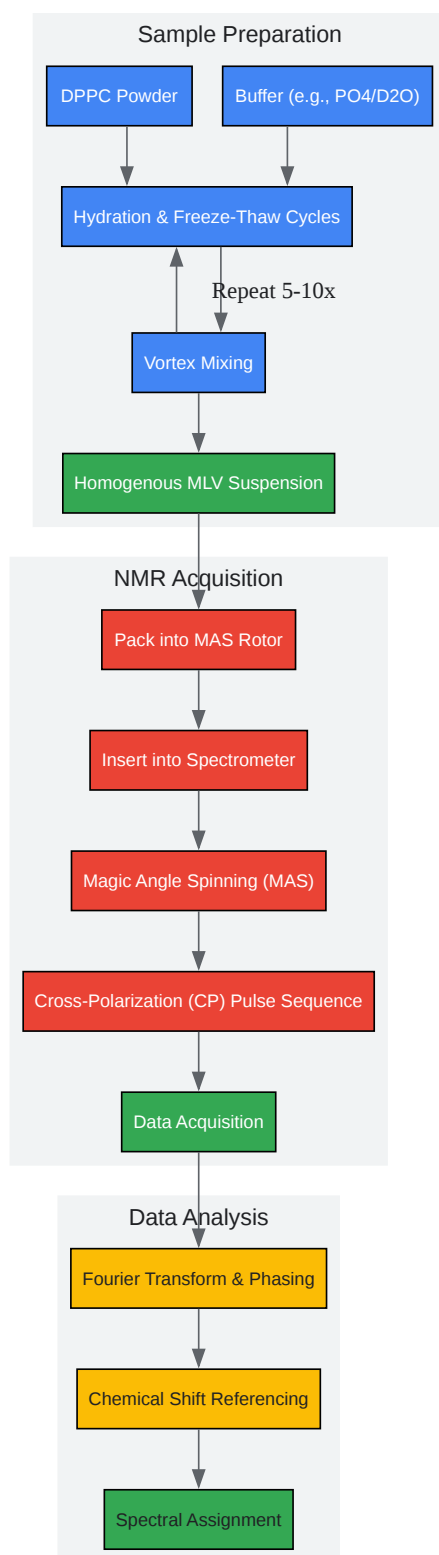 Sample Preparation
DPPC Powder
Buffer (e.g., PO4/D2O)
Hydration & Freeze-Thaw Cycles
Repeat 5-10x
Vortex Mixing
Homogenous MLV Suspension
NMR Acquisition
Pack into MAS Rotor
Insert into Spectrometer
Magic Angle Spinning (MAS)
Cross-Polarization (CP) Pulse Sequence
Data Acquisition
Data Analysis
Fourier Transform & Phasing
Chemical Shift Referencing
Spectral Assignment